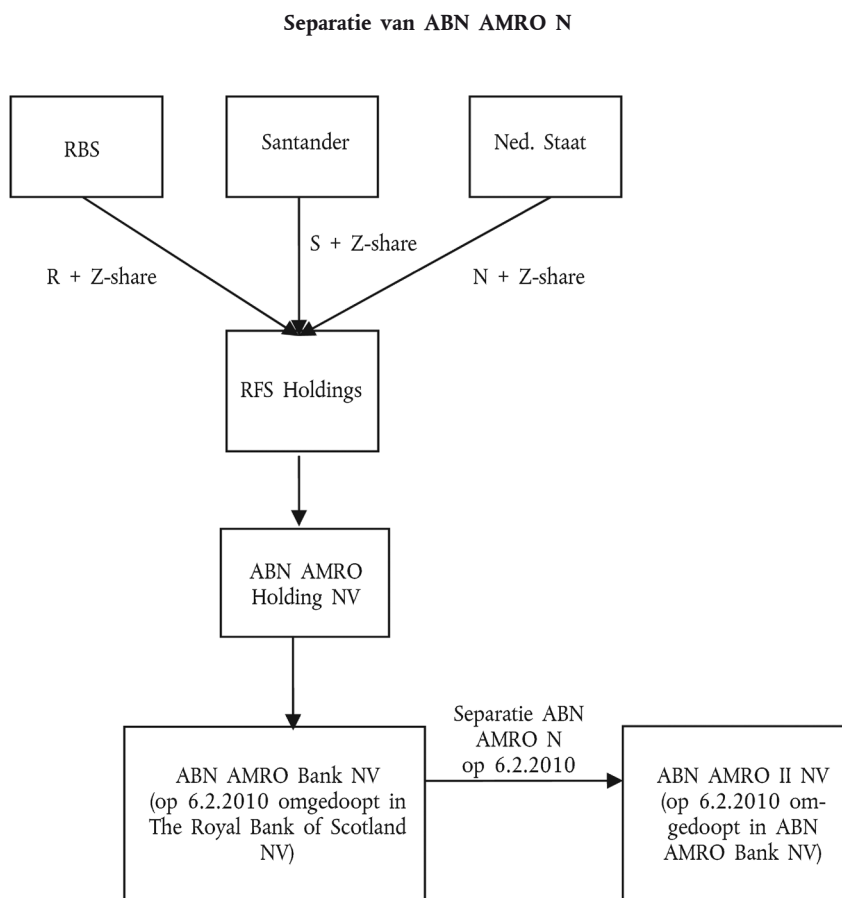 Separatie van ABN AMRO N
RBS
Santander
Ned. Staat
S + Z-share
R + Z-share
N + Z-share
RFS Holdings
ABN AMRO
Holding NV
Separatie ABN
AMRO N
op 6.2.2010
ABN AMRO Bank NV
(op 6.2.2010 omgedoopt in
The Royal Bank of Scotland
NV)
ABN AMRO II NV
(op 6.2.2010 om-
gedoopt in ABN
AMRO Bank NV)